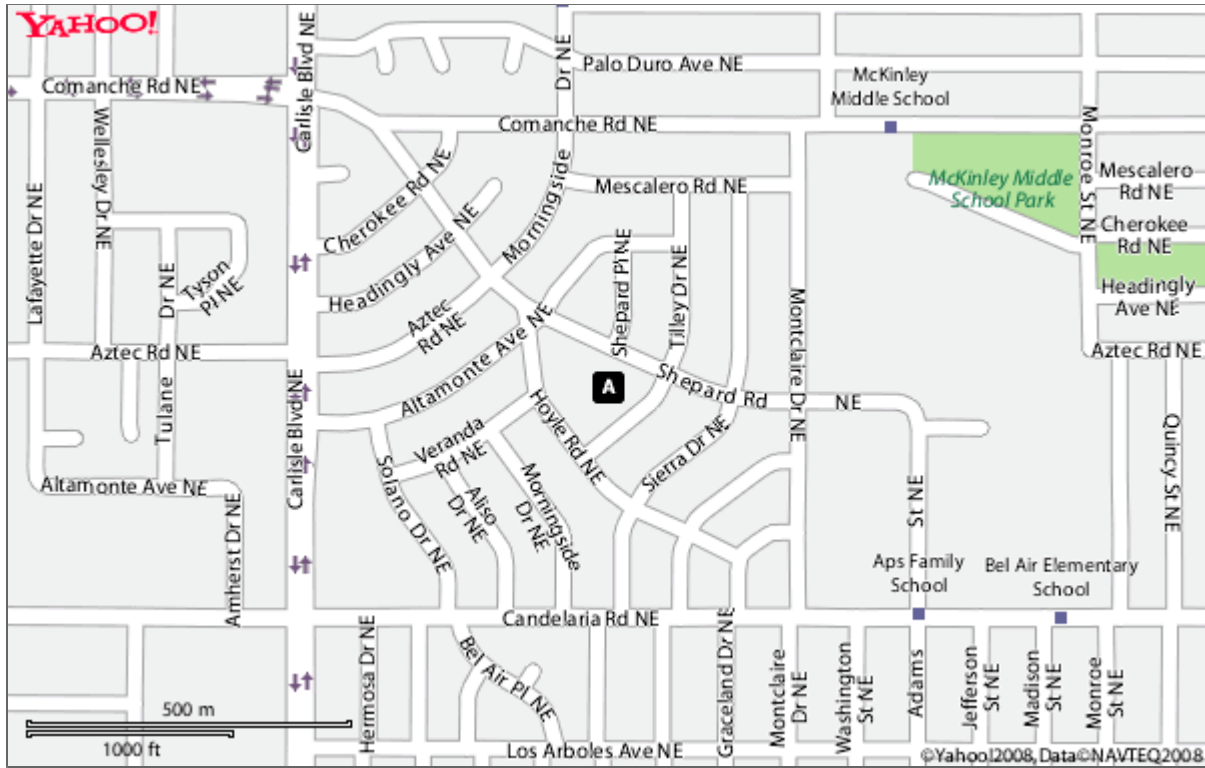 YAHOO!
Palo Duro Ave NE
McKinley
Middle School
Comanche Rd NE
Carlisle Blvd NE
Dr NE
Comanche Rd NE
Wellesley Dr NE
Monroe St NE
Mescalero
Rd NE
McKinley Middle
School Park
Mescalero Rd NE
Cherokee Rd NE
Morningside
Lafayette Dr NE
Cherokee
Rd NE
Headingly Ave NE
Tyson
Pl NE
Dr NE
Shepard Pl NE
Tilley Dr NE
Montclaire Dr NE
Headingly
Ave NE
Aztec
Rd NE
Aztec Rd NE
Aztec Rd NE
Altamonte Ave NE
A
Shepard Rd
NE
Tulane
Carlisle Blvd NE
Hoyle Rd NE
Veranda
Rd NE
Sierra Dr NE
Quincy St NE
Altamonte Ave NE
Solano Dr NE
Aliso
Dr NE
Morningside
Dr NE
St NE
Amherst Dr NE
Aps Family
School
Bel Air Elementary
School
Candelaria Rd NE
Hermosa Dr NE
Bel Air Pl NE
Graceland Dr NE
Montclaire
Dr NE
Washington
St NE
Adams
Jefferson
St NE
Madison
St NE
Monroe
St NE
500 m
1000 ft
Los Arboles Ave NE
©Yahoo!2008, Data©NAVTEQ2008